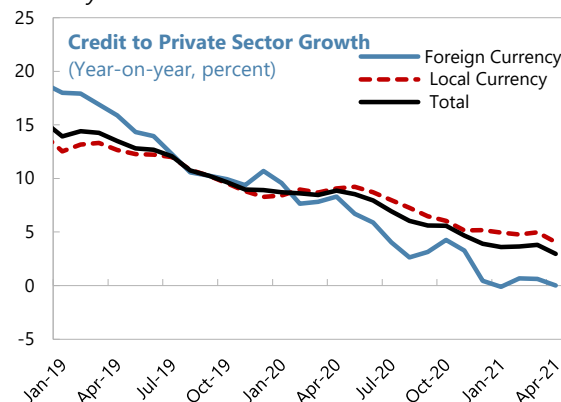 25
20
15
10
5
0
-5
Credit to Private Sector Growth
(Year-on-year, percent)
Foreign Currency
Local Currency
Total
Jan-19
Apr-19
Jul-19
Oct-19
Jan-20
Apr-20
Jul-20
Oct-20
Jan-21
Apr-21